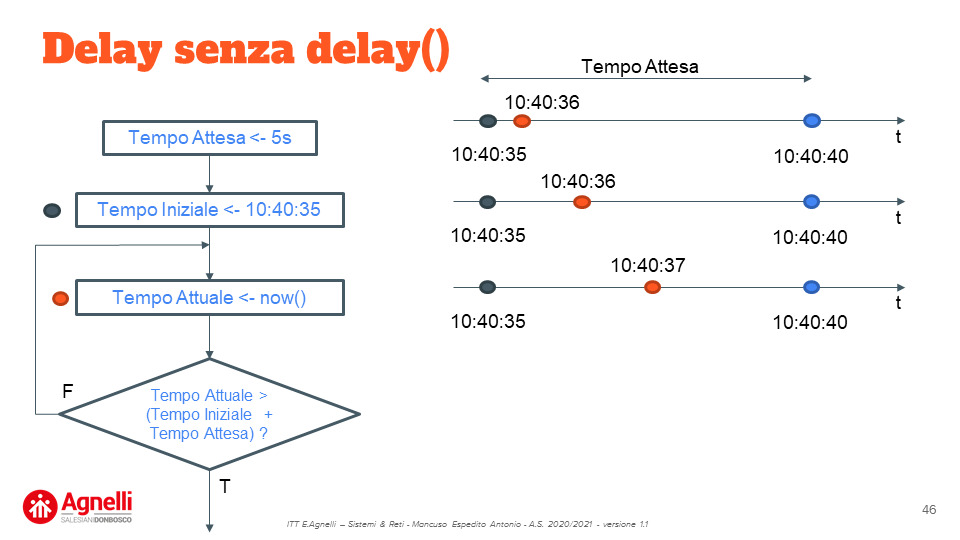 Delay senza delay()
Tempo Attesa <- 5s
Tempo Iniziale <- 10:40:35
Tempo Attuale <- now()
F
Tempo Attuale >
(Tempo Iniziale +
Tempo Attesa) ?
T
Tempo Attesa
10:40:36
t
10:40:35
10:40:40
10:40:36
t
10:40:35
10:40:40
10:40:37
t
10:40:35
10:40:40
Agnelli
SALESIANI DONBOSCO
ITT E.Agnelli – Sistemi & Reti - Mancuso Espedito Antonio - A.S. 2020/2021 - versione 1.1
46